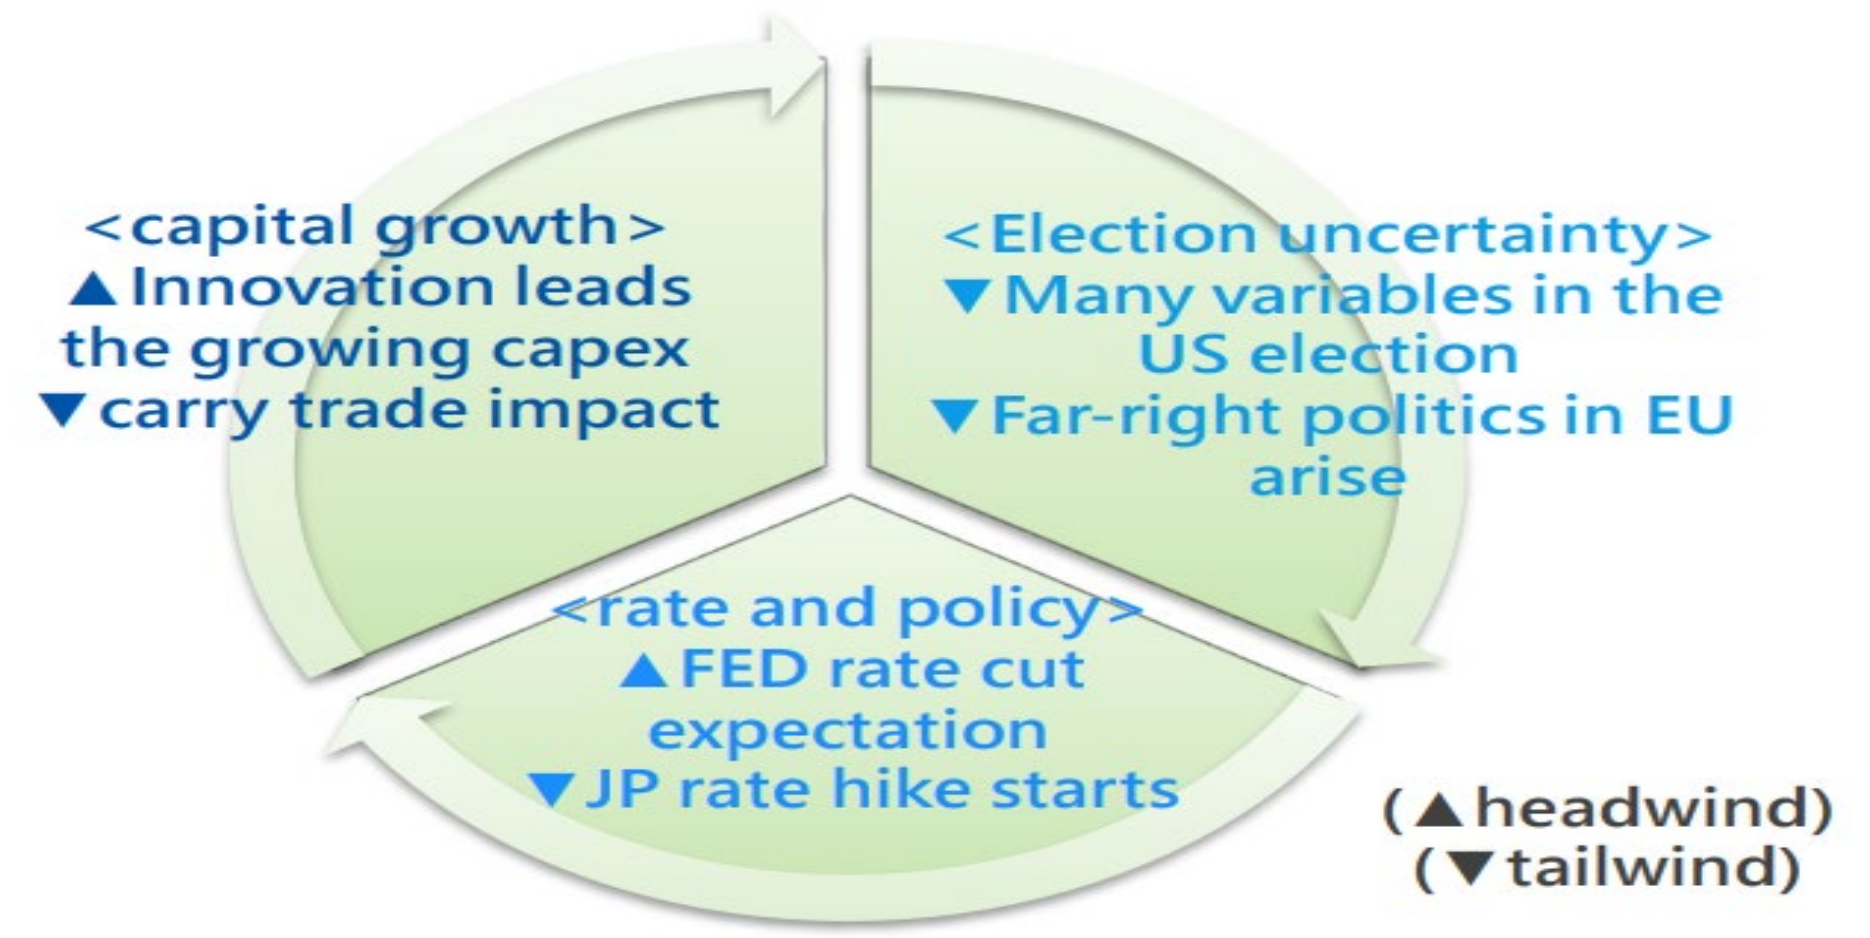 <capital growth>
▲Innovation leads
the growing capex
▼carry trade impact
<Election uncertainty>
▼Many variables in the
US election
▼Far-right politics in EU
arise
<rate and policy>
▲FED rate cut
expectation
▼JP rate hike starts
(▲headwind)
(▼tailwind)